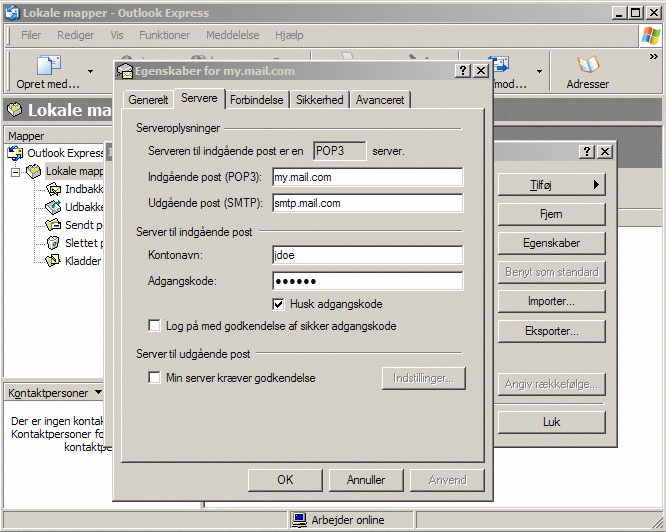 Lokale mapper - Outlook Express
Filer Rediger Vis Funktioner Meddelelse Hjælp
Opret med... Adresser
Lokale
Egenskaber for my.mail.com
Generelt Servere Forbindelse Sikkerhed Avanceret
Serveroplysninger
Serveren til indgående post er en POP3 server.
Indgående post (POP3): my.mail.com
Udgående post (SMTP): smtp.mail.com
Server til indgående post
Kontonavn: jdoe
Adgangskode: ●●●●●●
Husk adgangskode
Log på med godkendelse af sikker adgangskode
Server til udgående post
Min server kræver godkendelse Indstillinger...
OK Annuller Anvend
Mapper
Outlook Express
Lokale mapp
Indbakk
Udbakke
Sendt p
Slettet p
Kladder
Kontaktpersoner
Der er ingen kontak
Kontaktpersoner fo
kontaktpe
Tilføj
Fjern
Egenskaber
Benyt som standard
Importer...
Eksporter...
Angiv rækkefølge...
Luk
Arbejder online